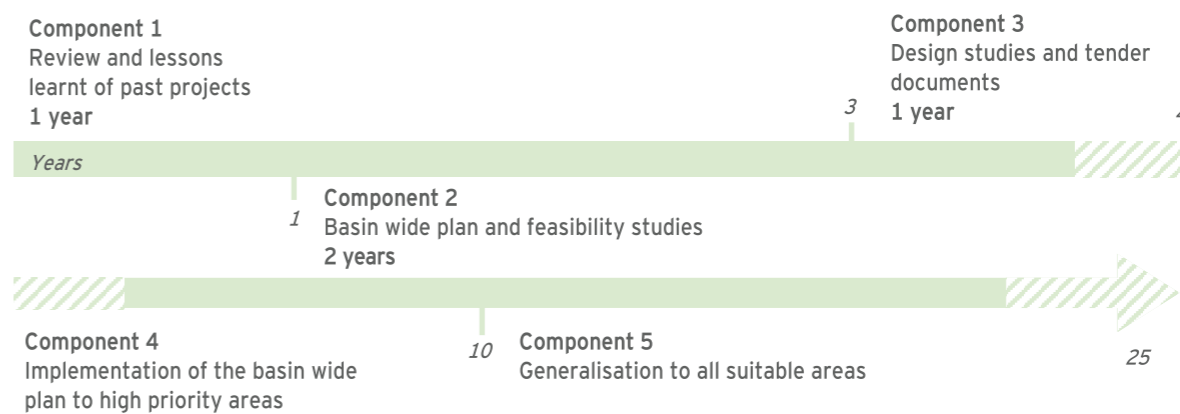 Component 1
Review and lessons
learnt of past projects
1 year
Component 3
Design studies and tender
documents
1 year
3
Years
1
Component 2
Basin wide plan and feasibility studies
2 years
Component 4
Implementation of the basin wide
plan to high priority areas
10
Component 5
Generalisation to all suitable areas
25